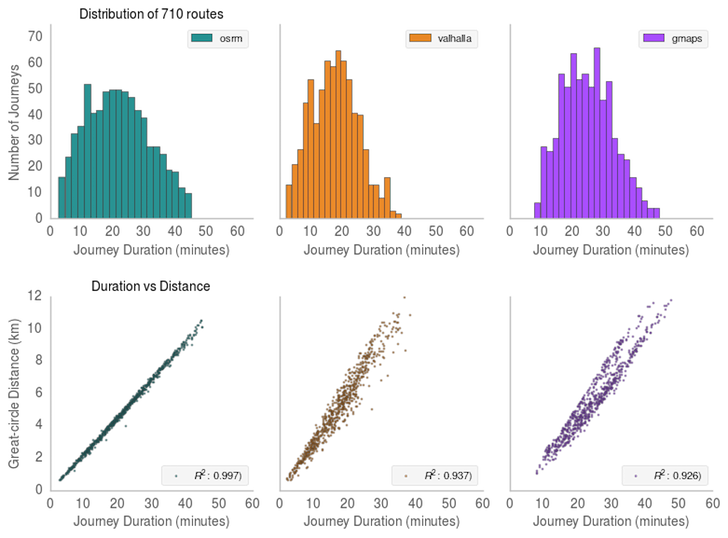 Distribution of 710 routes
osrm
valhalla
gmaps
Number of Journeys
70
60
50
40
30
20
10
0
0 10 20 30 40 50 60
0 10 20 30 40 50 60
0 10 20 30 40 50 60
Journey Duration (minutes)
Journey Duration (minutes)
Journey Duration (minutes)
Duration vs Distance
Great-circle Distance (km)
12
10
8
6
4
2
0
R²: 0.997)
R²: 0.937)
R²: 0.926)
0 10 20 30 40 50 60
0 10 20 30 40 50 60
0 10 20 30 40 50 60
Journey Duration (minutes)
Journey Duration (minutes)
Journey Duration (minutes)